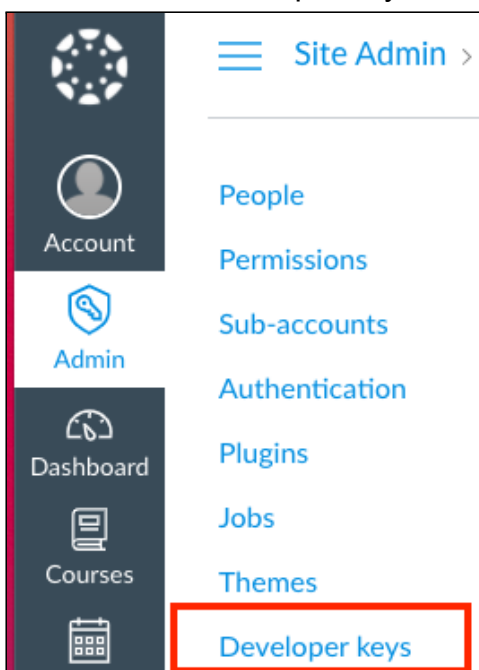 Site Admin >
Account
Admin
Dashboard
Courses
People
Permissions
Sub-accounts
Authentication
Plugins
Jobs
Themes
Developer keys